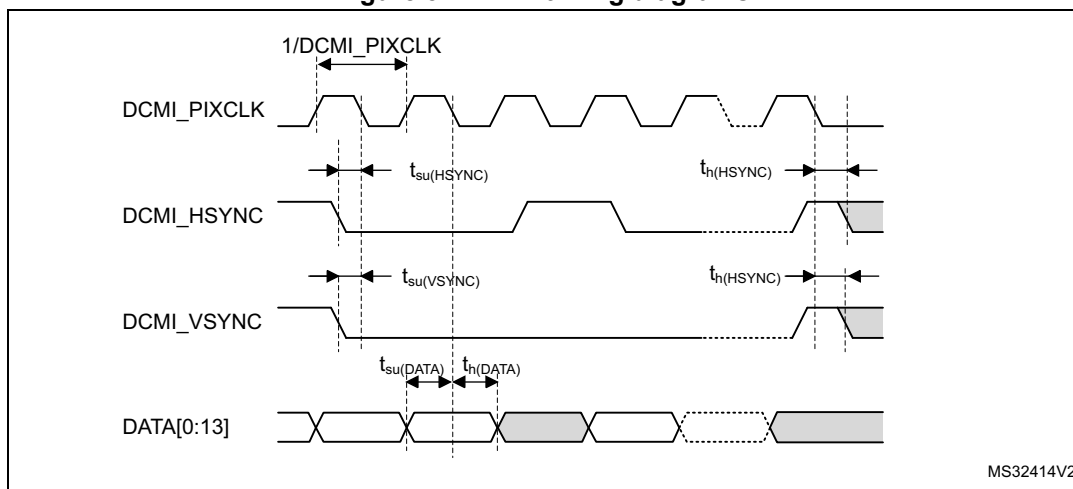 1/DCMI_PIXCLK
DCMI_PIXCLK
tsu(HSYNC)
th(HSYNC)
DCMI_HSYNC
tsu(VSYNC)
th(HSYNC)
DCMI_VSYNC
tsu(DATA) th(DATA)
DATA[0:13]
MS32414V2